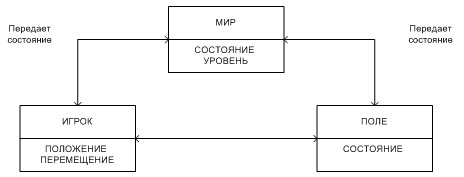 МИР
СОСТОЯНИЕ
УРОВЕНЬ
Передает
состояние
Передает
состояние
ИГРОК
ПОЛОЖЕНИЕ
ПЕРЕМЕЩЕНИЕ
ПОЛЕ
СОСТОЯНИЕ